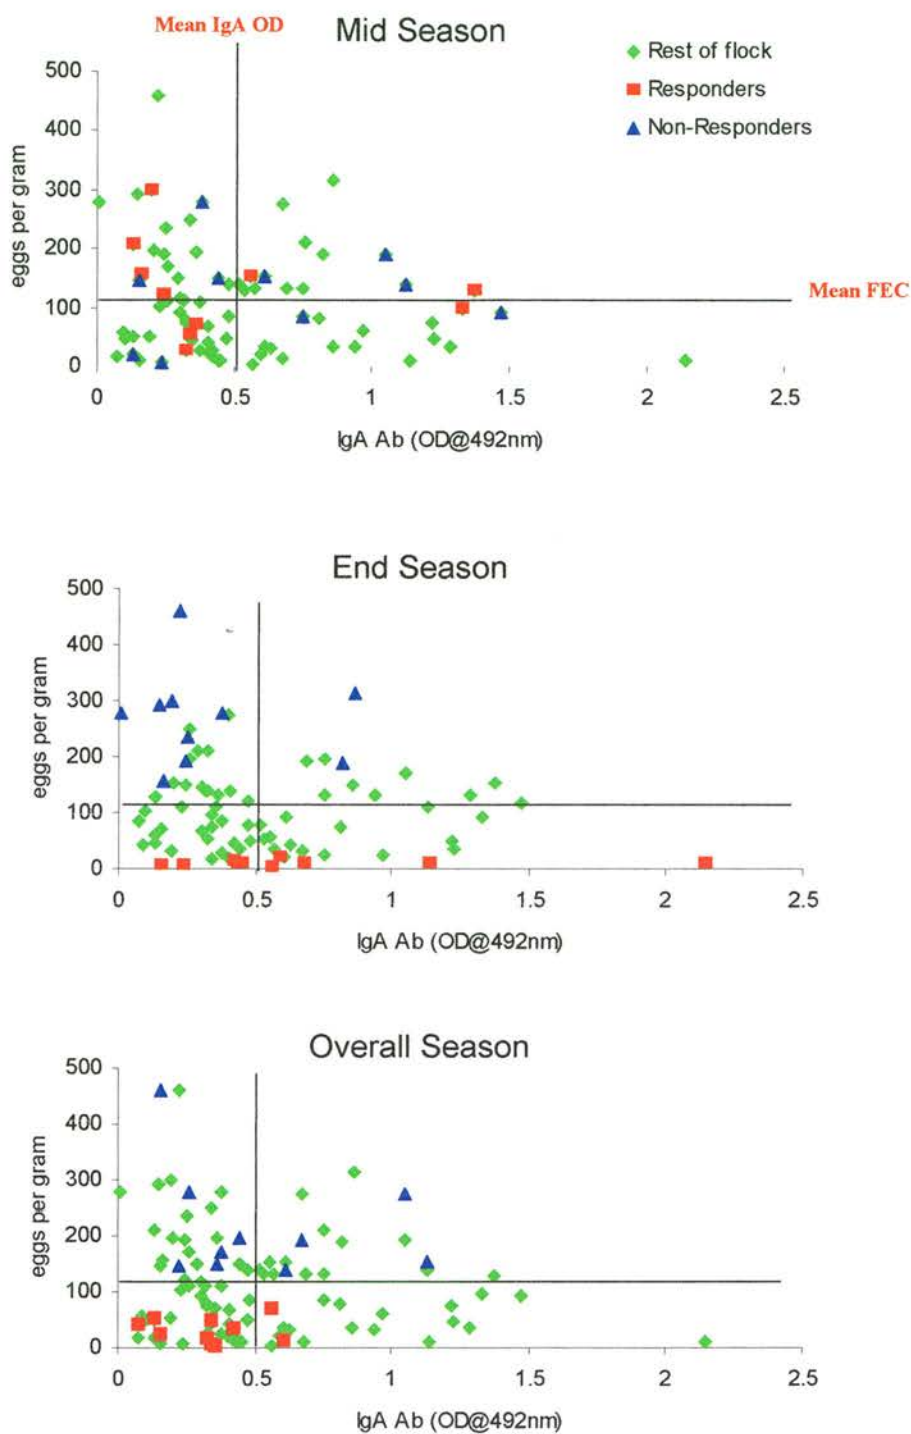 Mean IgA OD
Mid Season
Rest of flock
Responders
Non-Responders
500
400
300
200
100
0
eggs per gram
Mean FEC
0 0.5 1 1.5 2 2.5
IgA Ab (OD@492nm)
End Season
500
400
300
200
100
0
eggs per gram
0 0.5 1 1.5 2 2.5
IgA Ab (OD@492nm)
Overall Season
500
400
300
200
100
0
eggs per gram
0 0.5 1 1.5 2 2.5
IgA Ab (OD@492nm)